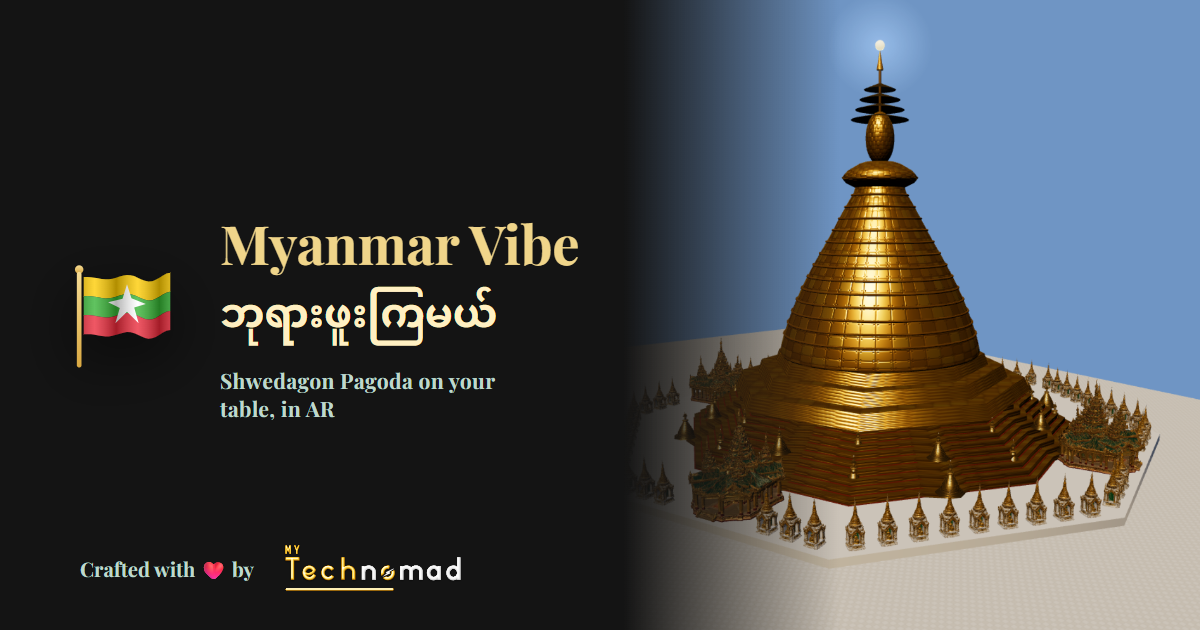 Myanmar Vibe
ဘုရားဖူးကြမယ်
Shwedagon Pagoda on your
table, in AR
Crafted with ❤️ by
MY
Technomad